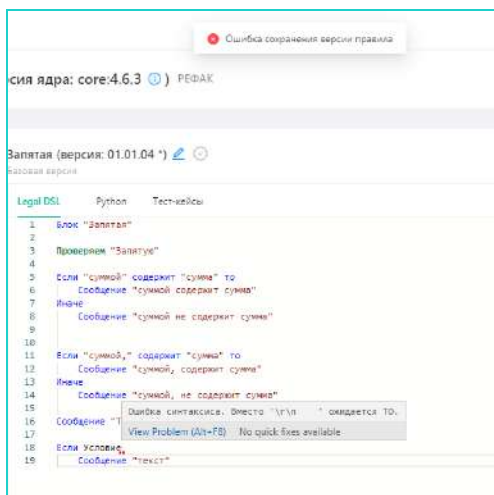 Ошибка сохранения версии правила
сия ядра: core:4.6.3 ) РЕФАК
Запятая (версия: 01.01.04 *)
Базовая версия
Legal DSL Python Тест-кейсы
1 Блок "Запятая"
2
3 Проверяем "Запятую"
4
5 Если "суммой" содержит "сумма" то
6 Сообщение "суммой содержит сумма"
7 Иначе
8 Сообщение "суммой не содержит сумма"
9
10
11 Если "суммой," содержит "сумма" то
12 Сообщение "суммой, содержит сумма"
13 Иначе
14 Сообщение "суммой, не содержит сумма"
15 Ошибка синтаксиса. Вместо '\r\n ' ожидается ТО.
16 Сообщение "Т
17 View Problem (Alt+F8) No quick fixes available
18 Если Условие
19 Сообщение "текст"